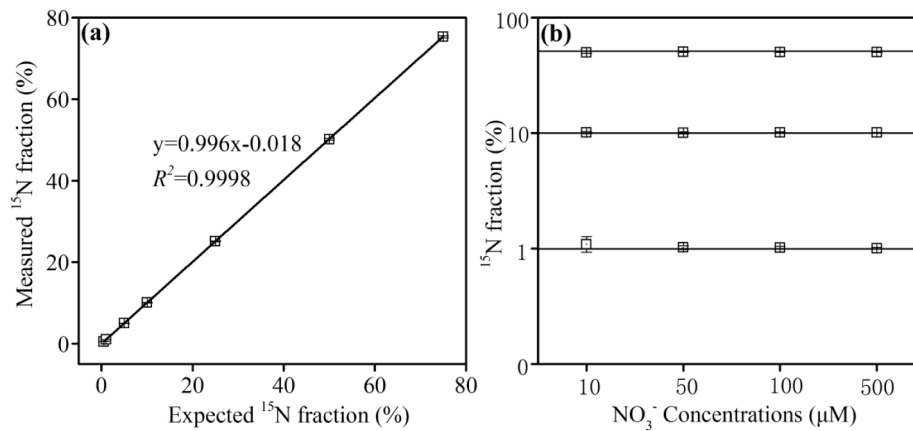 (a)
80
60
40
20
0
Measured ¹⁵N fraction (%)
y=0.996x-0.018
R²=0.9998
0 20 40 60 80
Expected ¹⁵N fraction (%)
(b)
100
10
1
0
¹⁵N fraction (%)
10 50 100 500
NO₃⁻ Concentrations (μM)